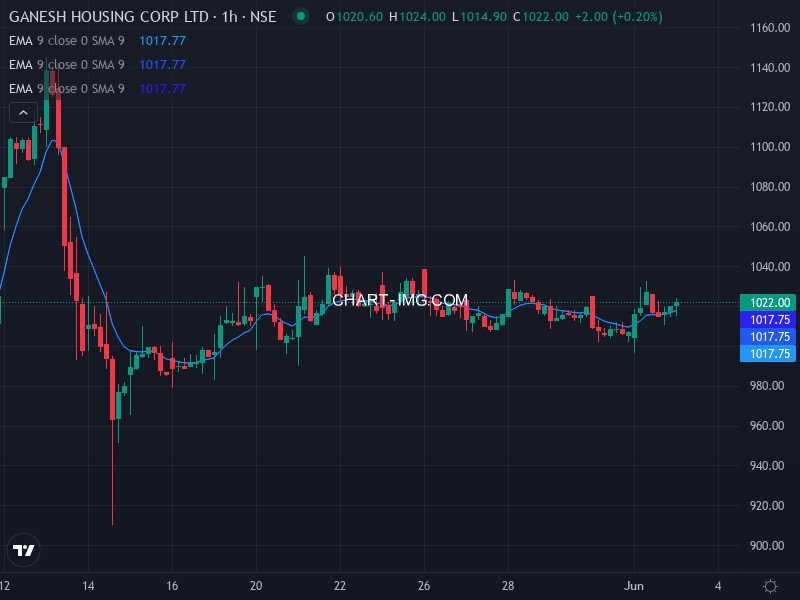 GANESH HOUSING CORP LTD · 1h · NSE O1020.60 H1024.00 L1014.90 C1022.00 +2.00 (+0.20%)
EMA 9 close 0 SMA 9 1017.77
EMA 9 close 0 SMA 9 1017.77
EMA 9 close 0 SMA 9 1017.77
1160.00
1140.00
1120.00
1100.00
1080.00
1060.00
1040.00
CHART-IMG.COM
1022.00
1017.75
1017.75
1017.75
980.00
960.00
940.00
920.00
900.00
12 14 16 20 22 26 28 Jun 4